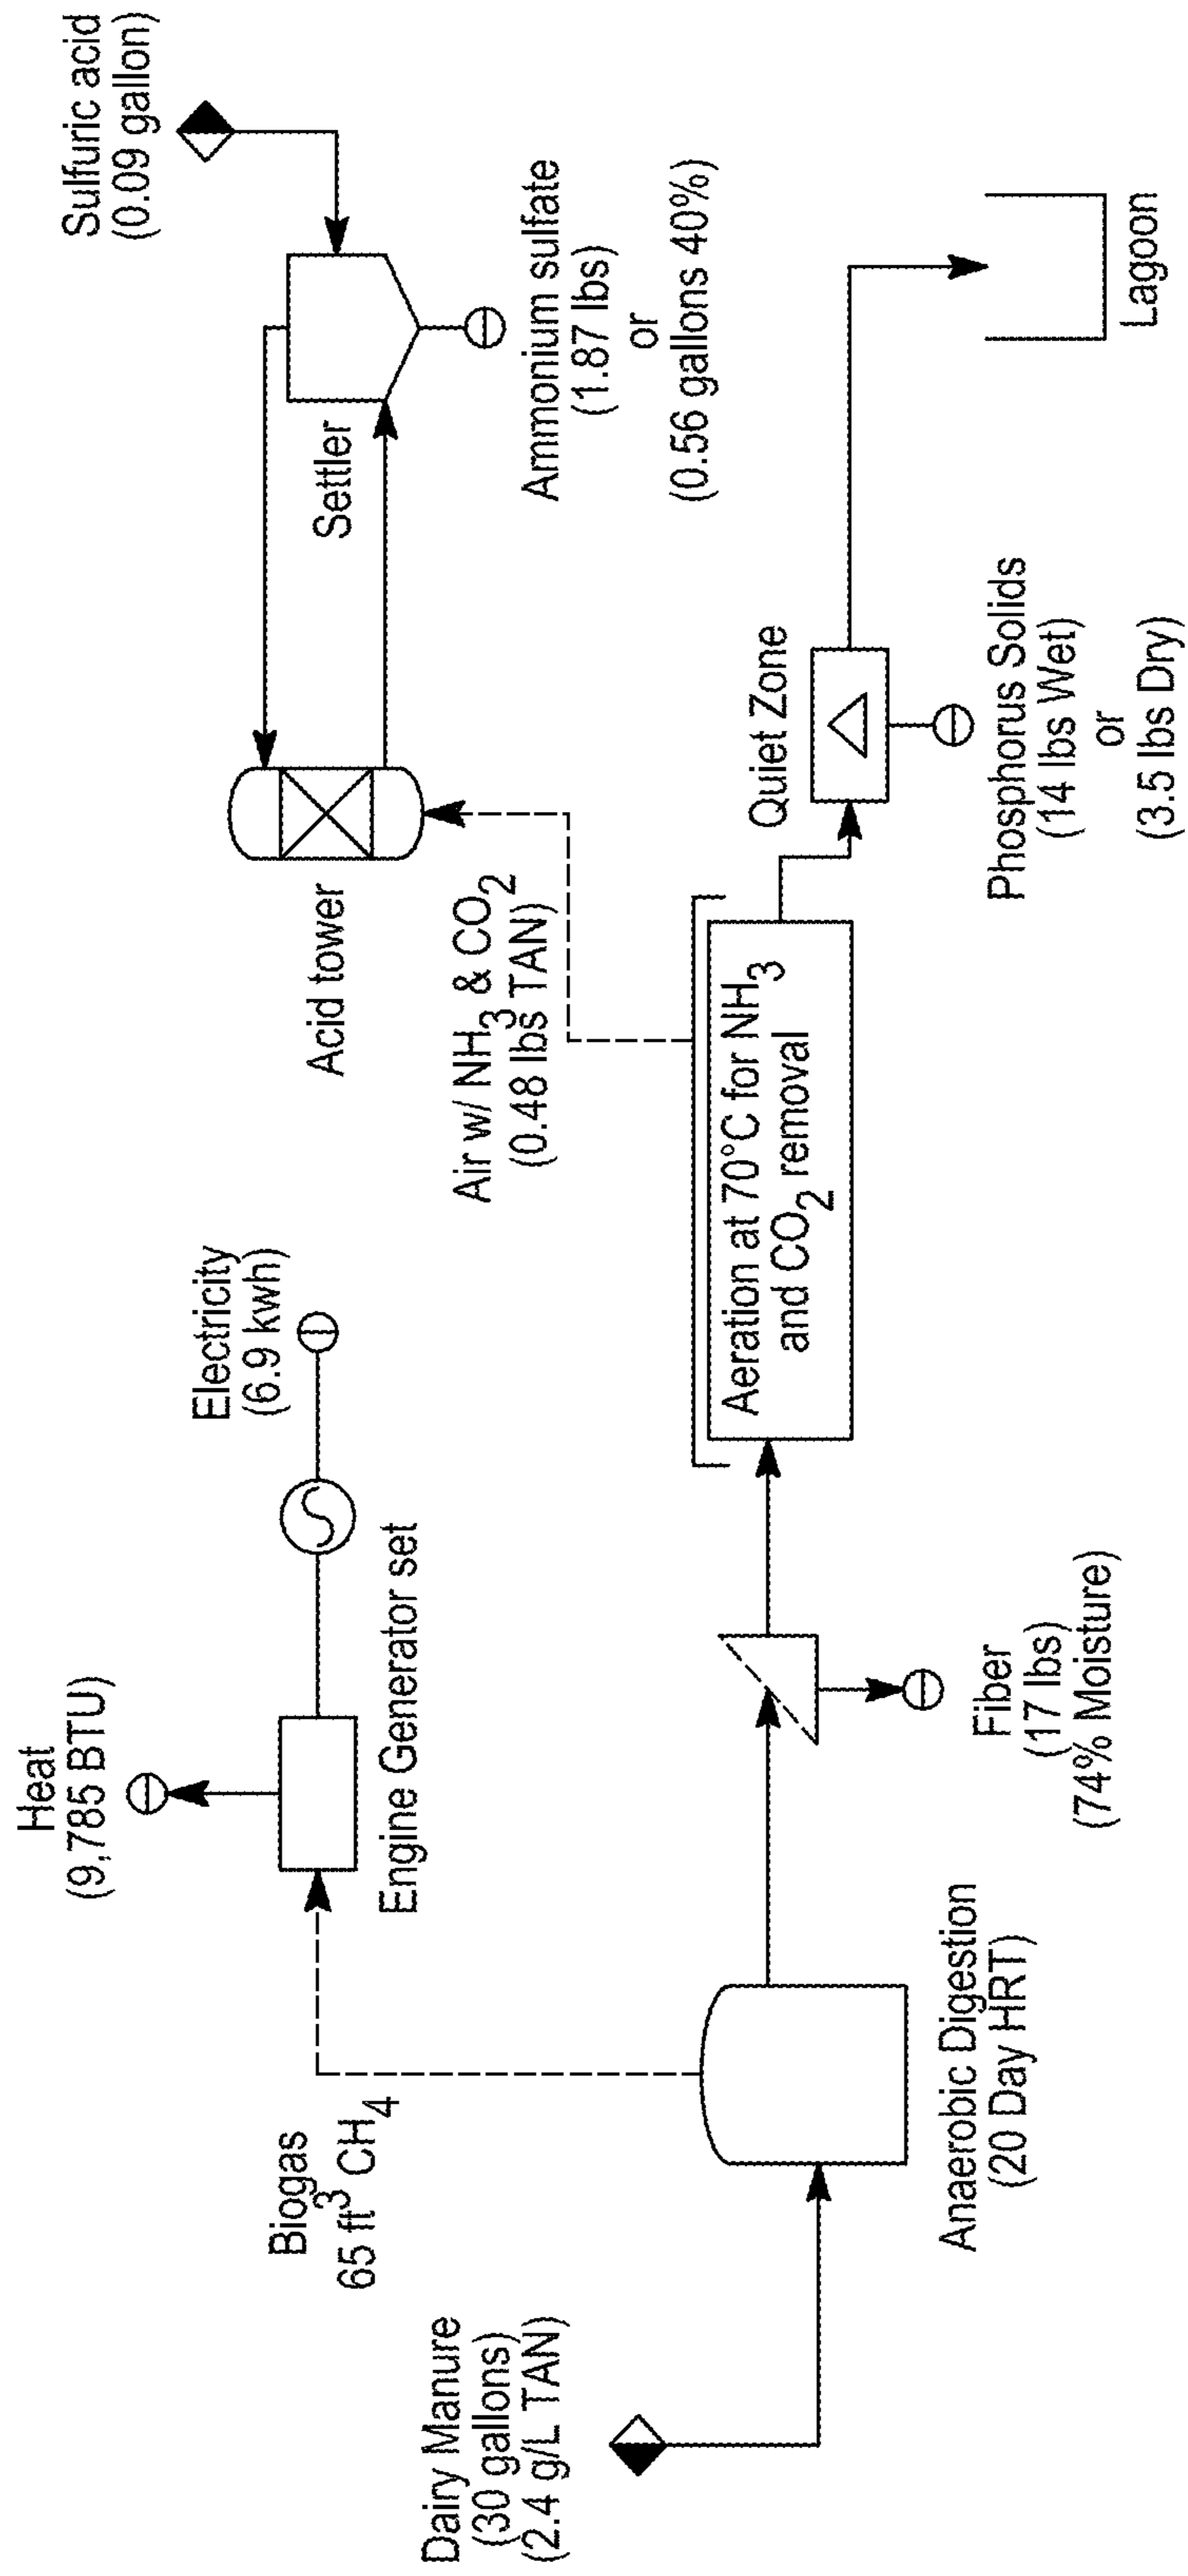 Dairy Manure
(30 gallons)
(2.4 g/L TAN)
Biogas
65 ft3 CH4
Heat
(9,785 BTU)
Engine Generator set
Electricity
(6.9 kwh)
Anaerobic Digestion
(20 Day HRT)
Fiber
(17 lbs)
(74% Moisture)
Aeration at 70°C for NH3
and CO2 removal
Air w/ NH3 & CO2
(0.48 lbs TAN)
Acid tower
Settler
Sulfuric acid
(0.09 gallon)
Ammonium sulfate
(1.87 lbs)
or
(0.56 gallons 40%)
Quiet Zone
Phosphorus Solids
(14 lbs Wet)
or
(3.5 lbs Dry)
Lagoon